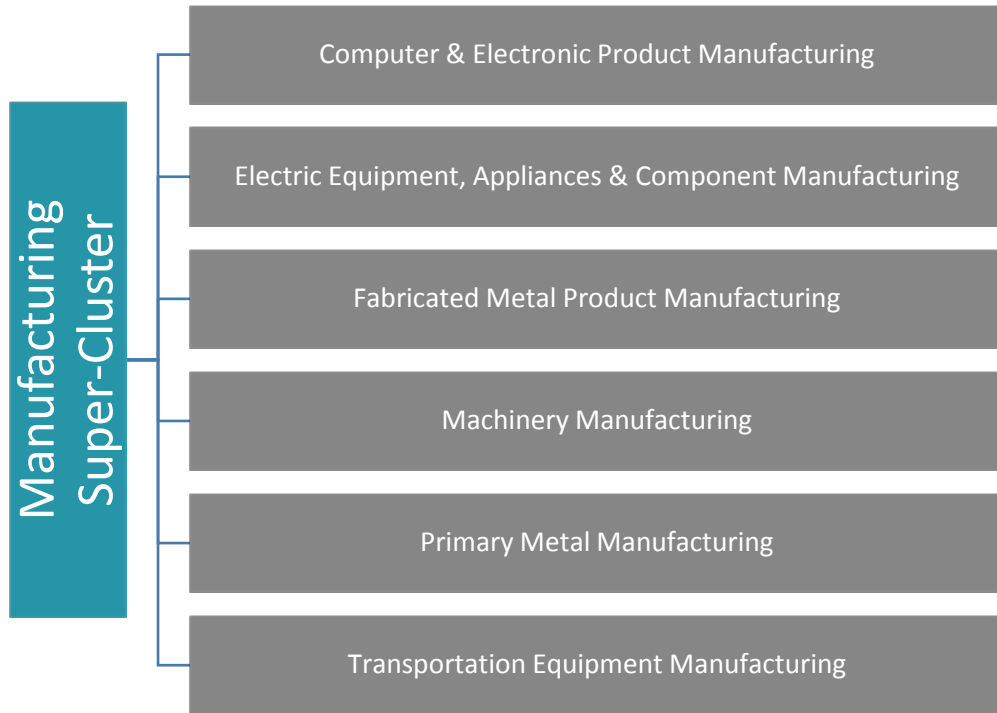 Manufacturing
Super-Cluster
Computer & Electronic Product Manufacturing
Electric Equipment, Appliances & Component Manufacturing
Fabricated Metal Product Manufacturing
Machinery Manufacturing
Primary Metal Manufacturing
Transportation Equipment Manufacturing